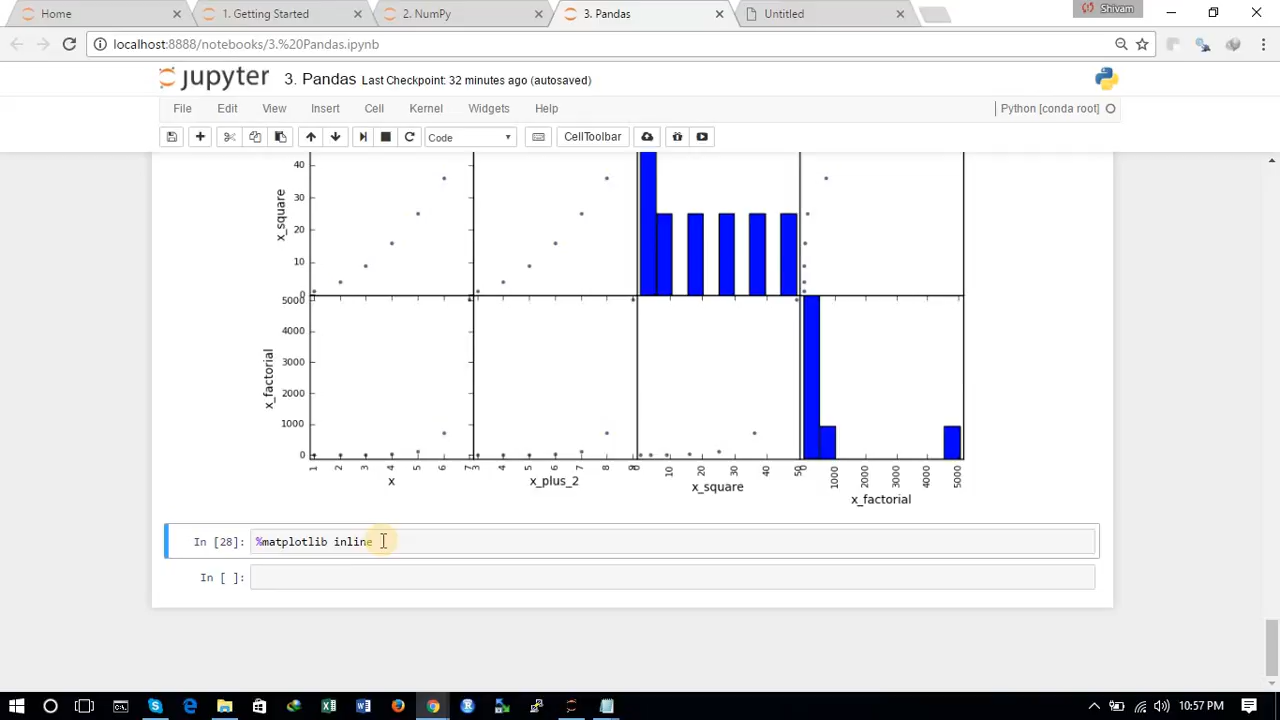 Home
1. Getting Started
2. NumPy
3. Pandas
Untitled
Shivam
localhost:8888/notebooks/3.%20Pandas.ipynb
jupyter 3. Pandas Last Checkpoint: 32 minutes ago (autosaved)
File Edit View Insert Cell Kernel Widgets Help
Python [conda root]
Code
CellToolbar
x_square
40
30
20
10
0
x_factorial
5000
4000
3000
2000
1000
0
1 2 3 4 5 6 7
3 4 5 6 7 8 9
0 10 20 30 40 50
0 1000 2000 3000 4000 5000
x
x_plus_2
x_square
x_factorial
In [28]: %matplotlib inline
In [ ]:
10:57 PM